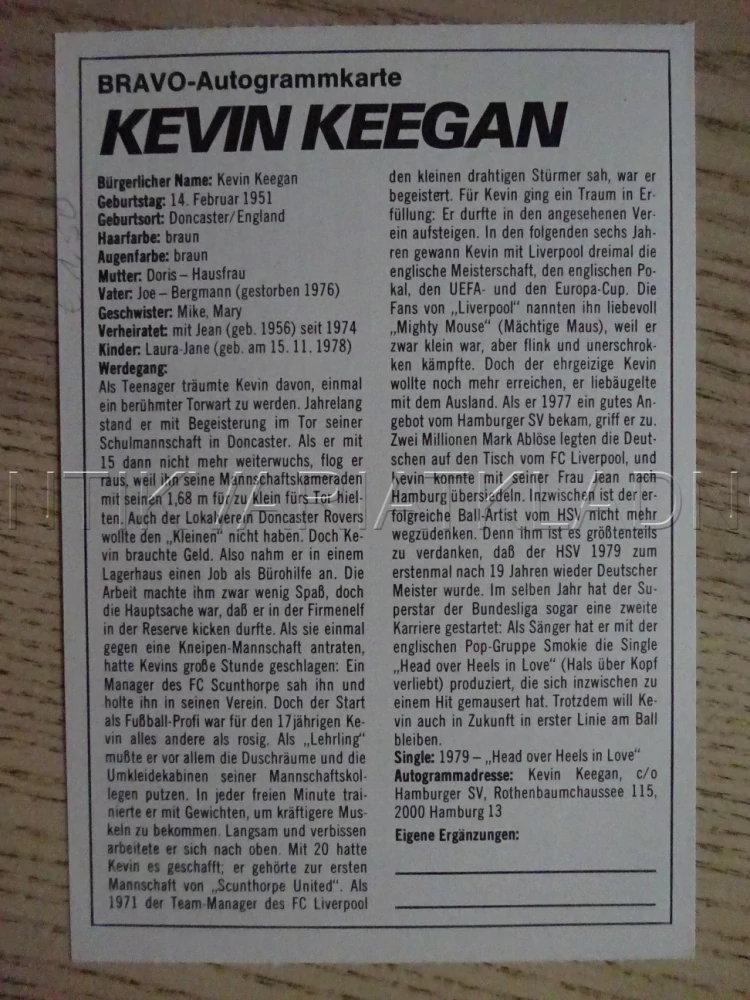 BRAVO-Autogrammkarte
KEVIN KEEGAN
Bürgerlicher Name: Kevin Keegan
Geburtstag: 14. Februar 1951
Geburtsort: Doncaster/England
Haarfarbe: braun
Augenfarbe: braun
Mutter: Doris – Hausfrau
Vater: Joe – Bergmann (gestorben 1976)
Geschwister: Mike, Mary
Verheiratet: mit Jean (geb. 1956) seit 1974
Kinder: Laura-Jane (geb. am 15. 11. 1978)
Werdegang:
Als Teenager träumte Kevin davon, einmal
ein berühmter Torwart zu werden. Jahrelang
stand er mit Begeisterung im Tor seiner
Schulmannschaft in Doncaster. Als er mit
15 dann nicht mehr weiterwuchs, flog er
raus, weil ihn seine Mannschaftskameraden
mit seinen 1,68 m für zu klein fürs Tor hiel-
ten. Auch der Lokalverein Doncaster Rovers
wollte den „Kleinen" nicht haben. Doch Ke-
vin brauchte Geld. Also nahm er in einem
Lagerhaus einen Job als Bürohilfe an. Die
Arbeit machte ihm zwar wenig Spaß, doch
die Hauptsache war, daß er in der Firmenelf
in der Reserve kicken durfte. Als sie einmal
gegen eine Kneipen-Mannschaft antraten,
hatte Kevins große Stunde geschlagen: Ein
Manager des FC Scunthorpe sah ihn und
holte ihn in seinen Verein. Doch der Start
als Fußball-Profi war für den 17jährigen Ke-
vin alles andere als rosig. Als „Lehrling"
mußte er vor allem die Duschräume und die
Umkleidekabinen seiner Mannschaftskol-
legen putzen. In jeder freien Minute trai-
nierte er mit Gewichten, um kräftigere Mus-
keln zu bekommen. Langsam und verbissen
arbeitete er sich nach oben. Mit 20 hatte
Kevin es geschafft; er gehörte zur ersten
Mannschaft von „Scunthorpe United". Als
1971 der Team-Manager des FC Liverpool
den kleinen drahtigen Stürmer sah, war er
begeistert. Für Kevin ging ein Traum in Er-
füllung: Er durfte in den angesehenen Ver-
ein aufsteigen. In den folgenden sechs Jah-
ren gewann Kevin mit Liverpool dreimal die
englische Meisterschaft, den englischen Po-
kal, den UEFA- und den Europa-Cup. Die
Fans von „Liverpool" nannten ihn liebevoll
„Mighty Mouse" (Mächtige Maus), weil er
zwar klein war, aber flink und unerschrok-
ken kämpfte. Doch der ehrgeizige Kevin
wollte noch mehr erreichen, er liebäugelte
mit dem Ausland. Als er 1977 ein gutes An-
gebot vom Hamburger SV bekam, griff er zu.
Zwei Millionen Mark Ablöse legten die Deut-
schen auf den Tisch vom FC Liverpool, und
Kevin konnte mit seiner Frau Jean nach
Hamburg übersiedeln. Inzwischen ist der er-
folgreiche Ball-Artist vom HSV nicht mehr
wegzudenken. Denn ihm ist es größtenteils
zu verdanken, daß der HSV 1979 zum
erstenmal nach 19 Jahren wieder Deutscher
Meister wurde. Im selben Jahr hat der Su-
perstar der Bundesliga sogar eine zweite
Karriere gestartet: Als Sänger hat er mit der
englischen Pop-Gruppe Smokie die Single
„Head over Heels in Love" (Hals über Kopf
verliebt) produziert, die sich inzwischen zu
einem Hit gemausert hat. Trotzdem will Ke-
vin auch in Zukunft in erster Linie am Ball
bleiben.
Single: 1979 – „Head over Heels in Love"
Autogrammadresse: Kevin Keegan, c/o
Hamburger SV, Rothenbaumchaussee 115,
2000 Hamburg 13
Eigene Ergänzungen: